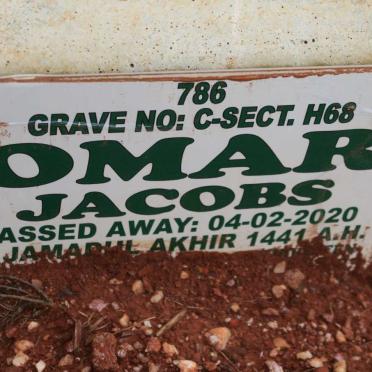 786
GRAVE NO: C-SECT. H68
OMAR
JACOBS
ASSED AWAY: 04-02-2020
JAMADUL AKHIR 1441 A.H.